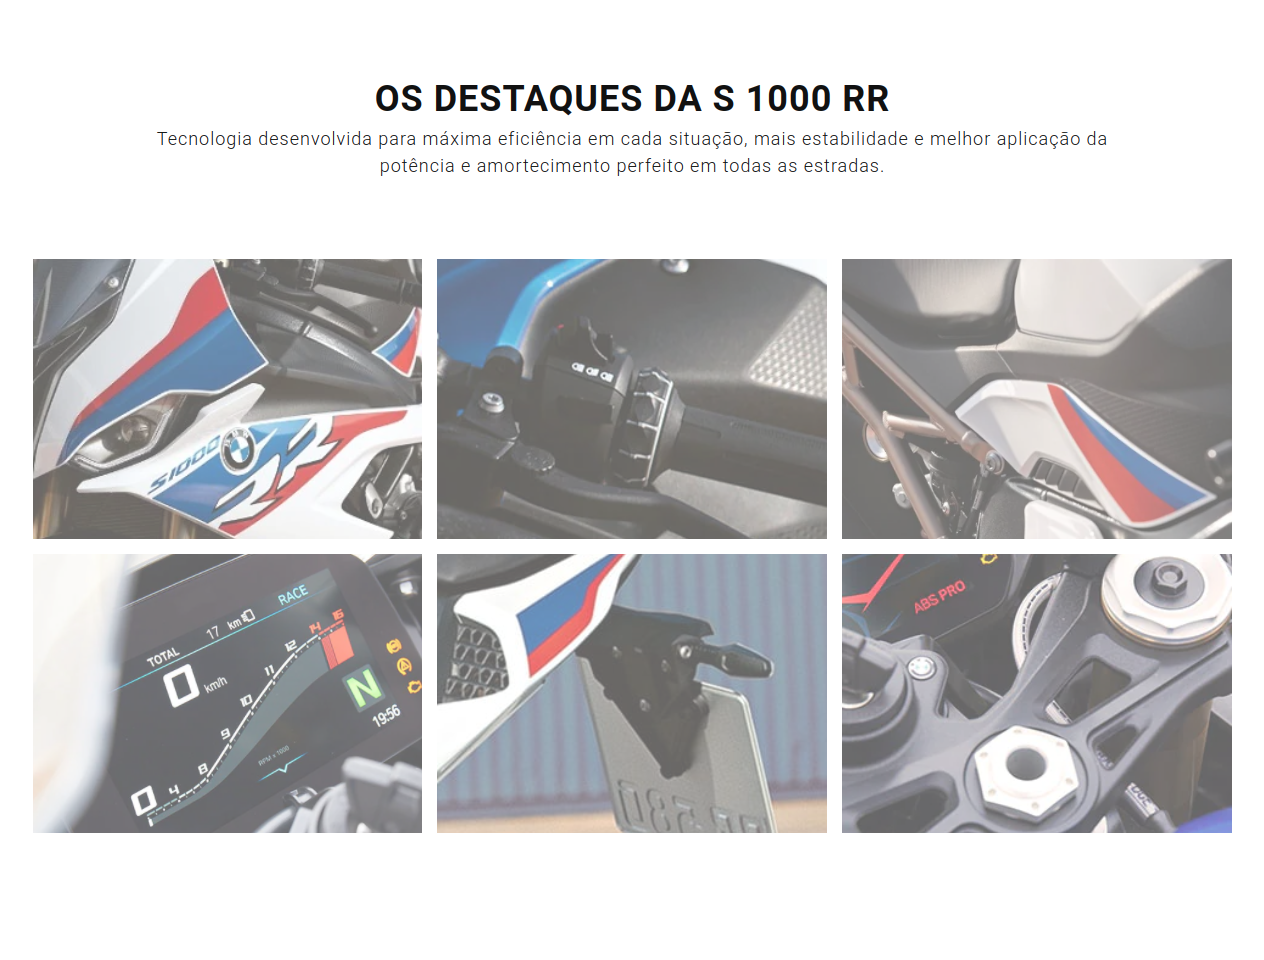 OS DESTAQUES DA S 1000 RR
Tecnologia desenvolvida para máxima eficiência em cada situação, mais estabilidade e melhor aplicação da
potência e amortecimento perfeito em todas as estradas.
S1000
RR
BMW
TOTAL
17 km
RACE
0 km/h
0 4 8 9 10 11 12 14 16
N
19:56
RPM x 1000
ABS PRO